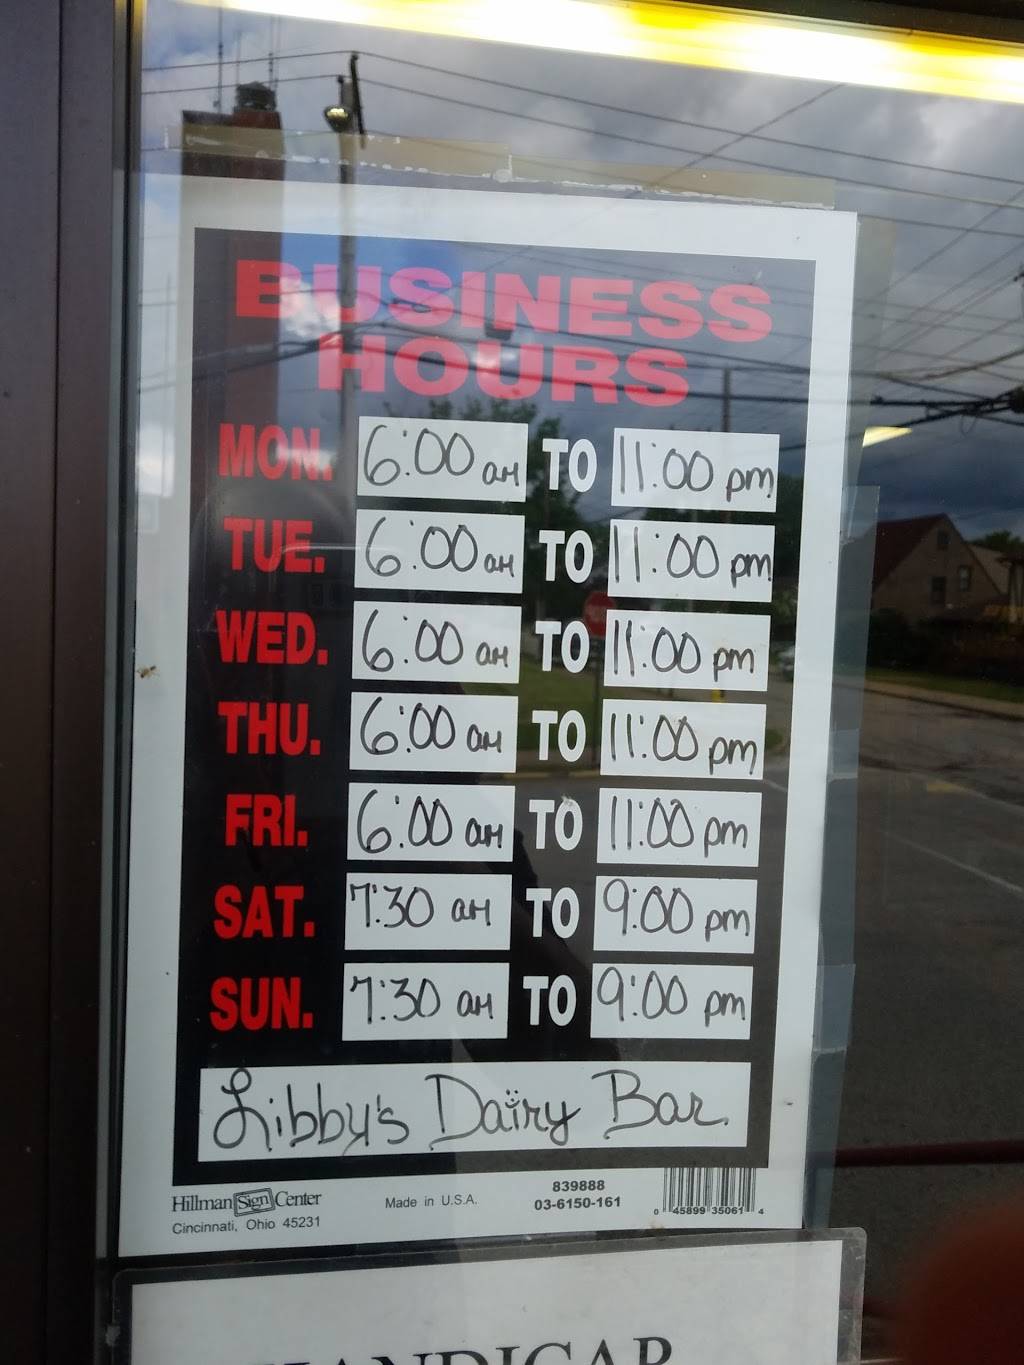 BUSINESS
HOURS
MON. 6:00 am TO 11:00 pm
TUE. 6:00 am TO 11:00 pm
WED. 6:00 am TO 11:00 pm
THU. 6:00 am TO 11:00 pm
FRI. 6:00 am TO 11:00 pm
SAT. 7:30 am TO 9:00 pm
SUN. 7:30 am TO 9:00 pm
Libby's Dairy Bar
Hillman Sign Center
Cincinnati, Ohio 45231
Made in U.S.A.
839888
03-6150-161
0 45899 35061 4
HANDICAP